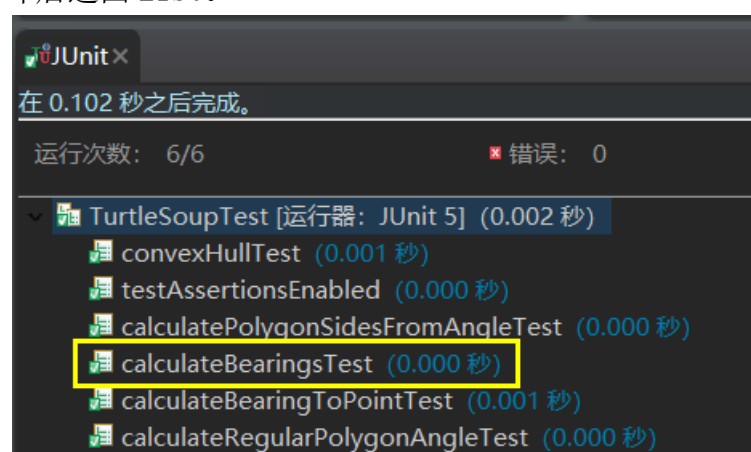 JUnit
在 0.102 秒之后完成。
运行次数： 6/6 错误： 0
TurtleSoupTest [运行器：JUnit 5] (0.002 秒)
convexHullTest (0.001 秒)
testAssertionsEnabled (0.000 秒)
calculatePolygonSidesFromAngleTest (0.000 秒)
calculateBearingsTest (0.000 秒)
calculateBearingToPointTest (0.001 秒)
calculateRegularPolygonAngleTest (0.000 秒)